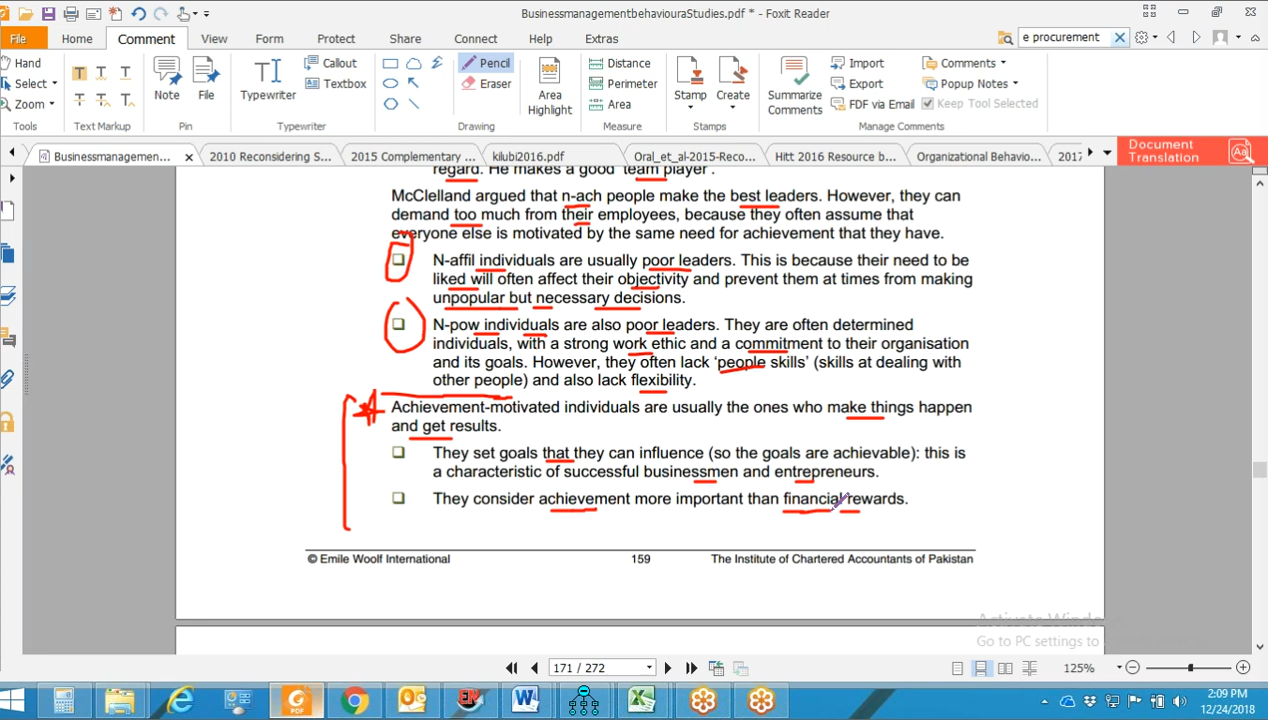 BusinessmanagementbehaviouraStudies.pdf * - Foxit Reader
File Home Comment View Form Protect Share Connect Help Extras e procurement
Hand Select Zoom Tools
Text Markup
Note File Pin
Typewriter Callout Textbox Typewriter
Pencil Eraser Area Highlight Drawing
Distance Perimeter Area Measure
Stamp Create Stamps
Summarize Comments Import Export FDF via Email Comments Popup Notes Keep Tool Selected Manage Comments
Businessmanagemen... 2010 Reconsidering S... 2015 Complementary ... kilubi2016.pdf Oral_et_al-2015-Reco... Hitt 2016 Resource b... Organizational Behavio... 2017 Document Translation
regard. He makes a good 'team player'.
McClelland argued that n-ach people make the best leaders. However, they can
demand too much from their employees, because they often assume that
everyone else is motivated by the same need for achievement that they have.
N-affil individuals are usually poor leaders. This is because their need to be
liked will often affect their objectivity and prevent them at times from making
unpopular but necessary decisions.
N-pow individuals are also poor leaders. They are often determined
individuals, with a strong work ethic and a commitment to their organisation
and its goals. However, they often lack 'people skills' (skills at dealing with
other people) and also lack flexibility.
Achievement-motivated individuals are usually the ones who make things happen
and get results.
They set goals that they can influence (so the goals are achievable): this is
a characteristic of successful businessmen and entrepreneurs.
They consider achievement more important than financial rewards.
© Emile Woolf International 159 The Institute of Chartered Accountants of Pakistan
Activate Windows
Go to PC settings to
171 / 272 125%
2:09 PM
12/24/2018